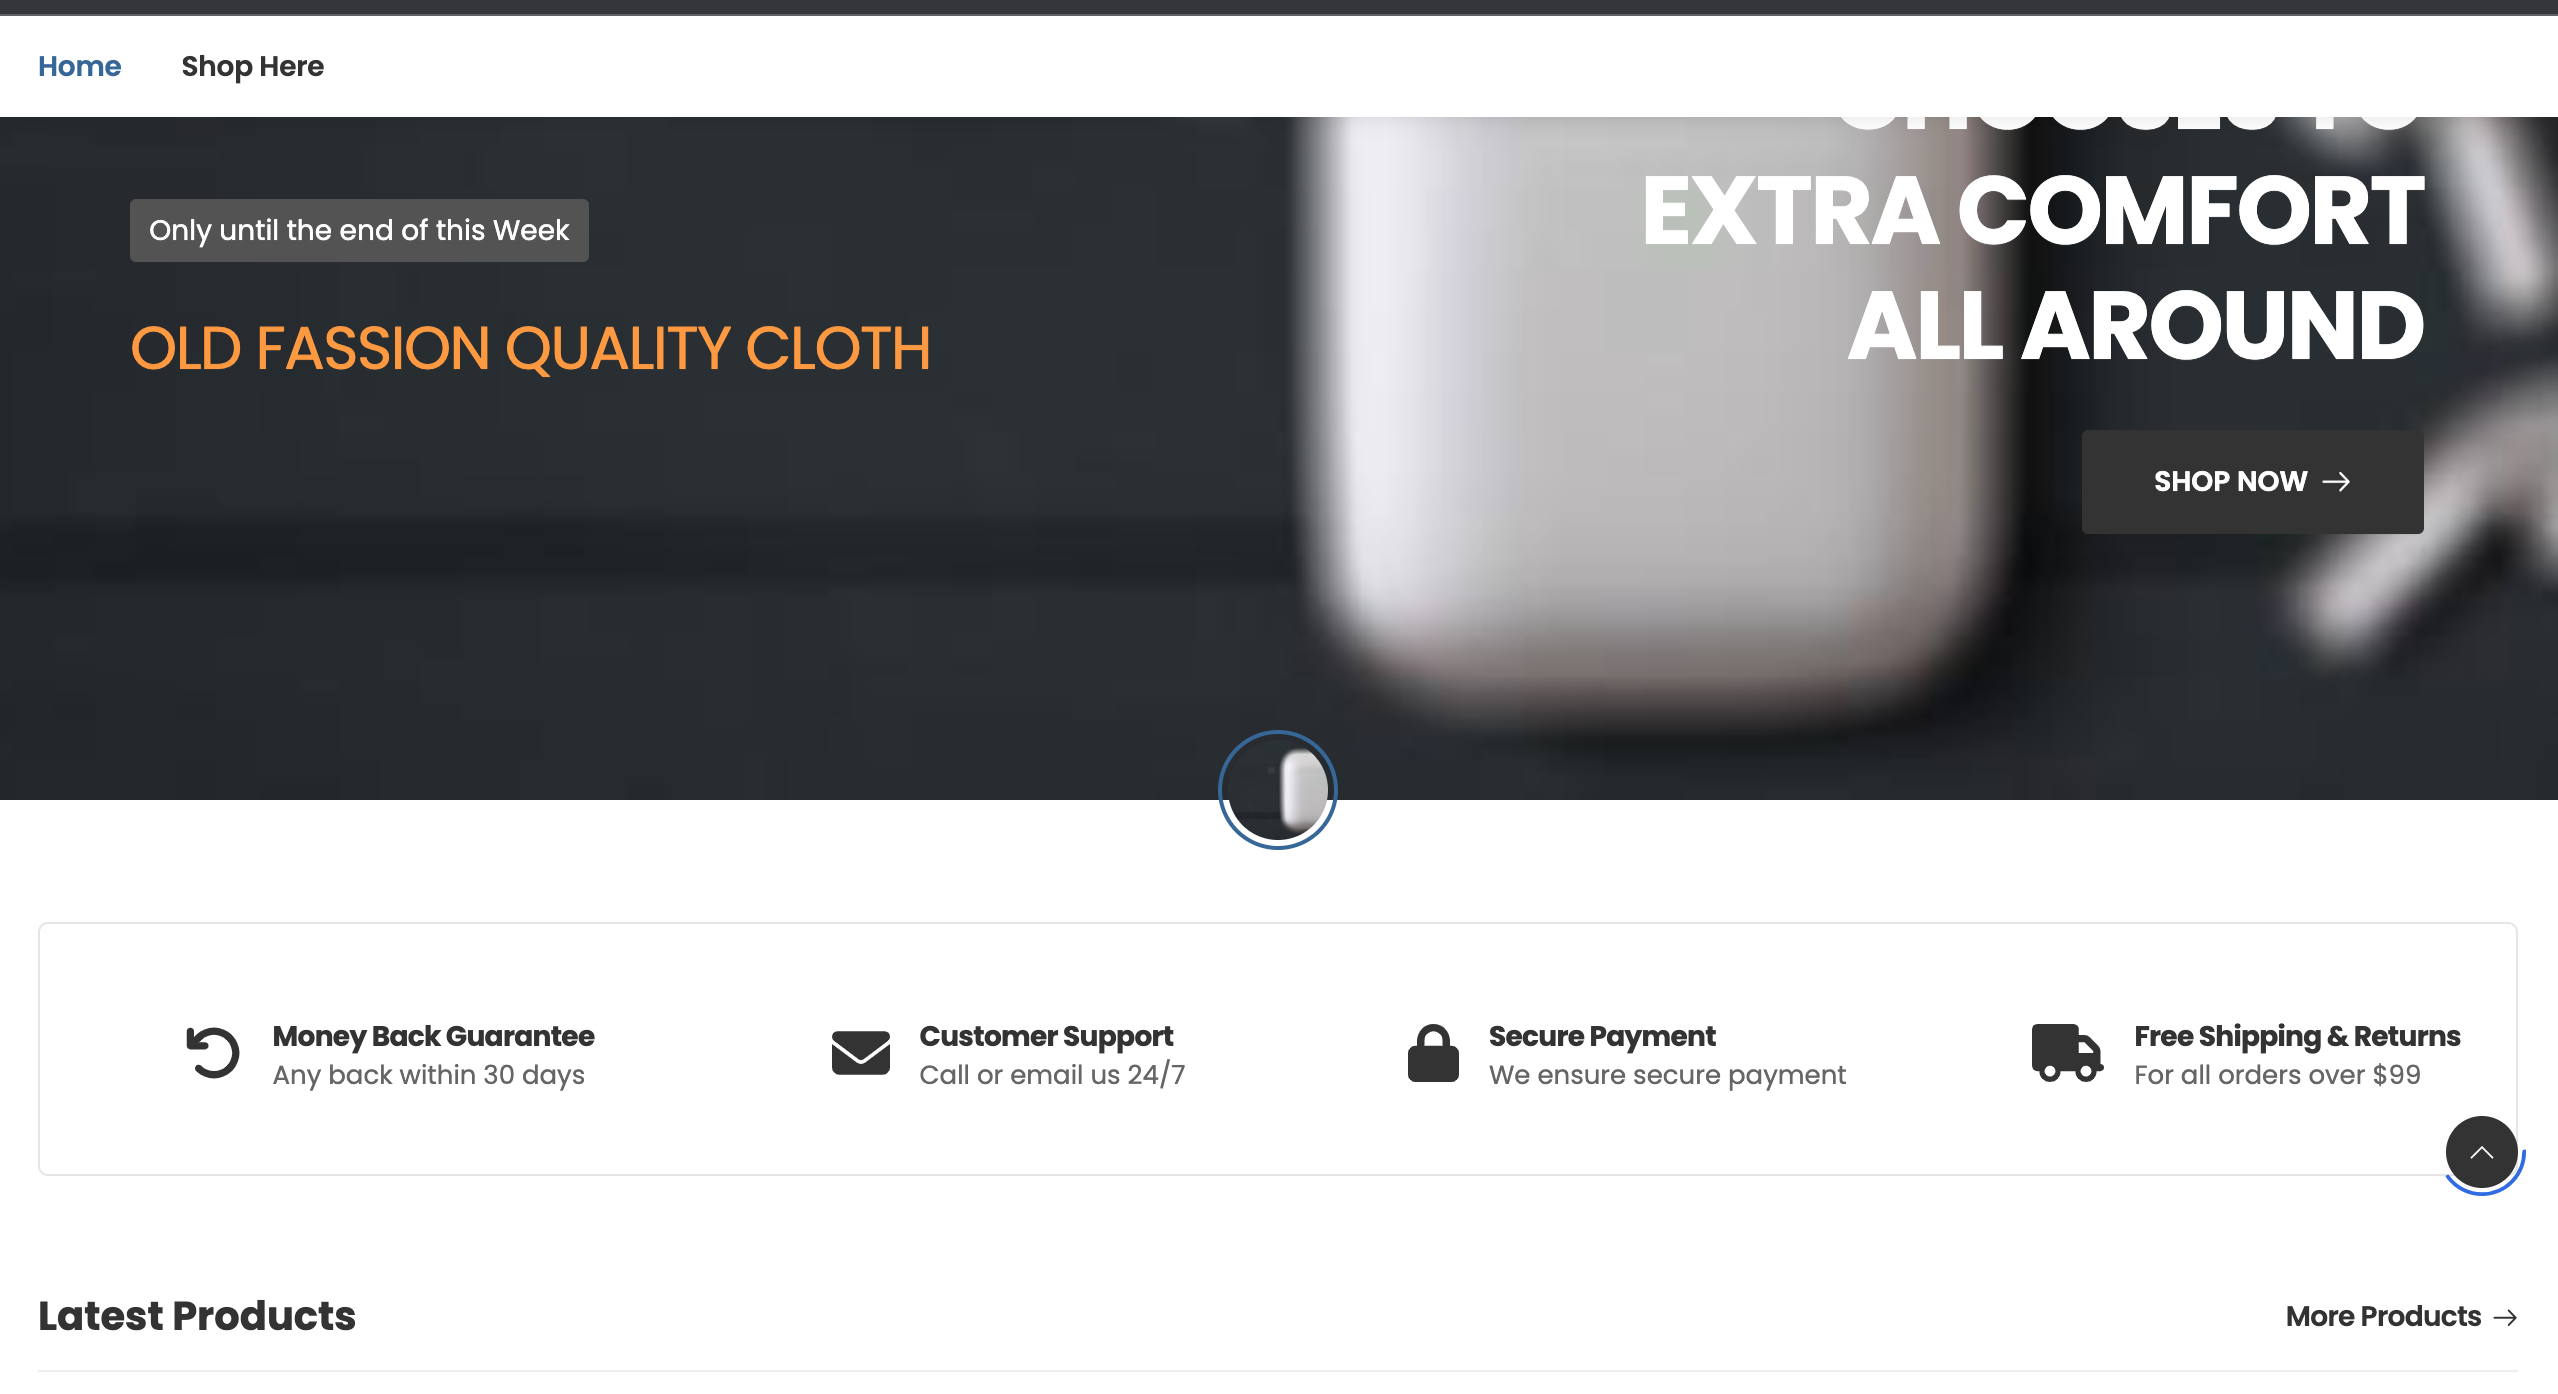 Home Shop Here
Only until the end of this Week
OLD FASSION QUALITY CLOTH
EXTRA COMFORT
ALL AROUND
SHOP NOW
Money Back Guarantee
Any back within 30 days
Customer Support
Call or email us 24/7
Secure Payment
We ensure secure payment
Free Shipping & Returns
For all orders over $99
Latest Products
More Products